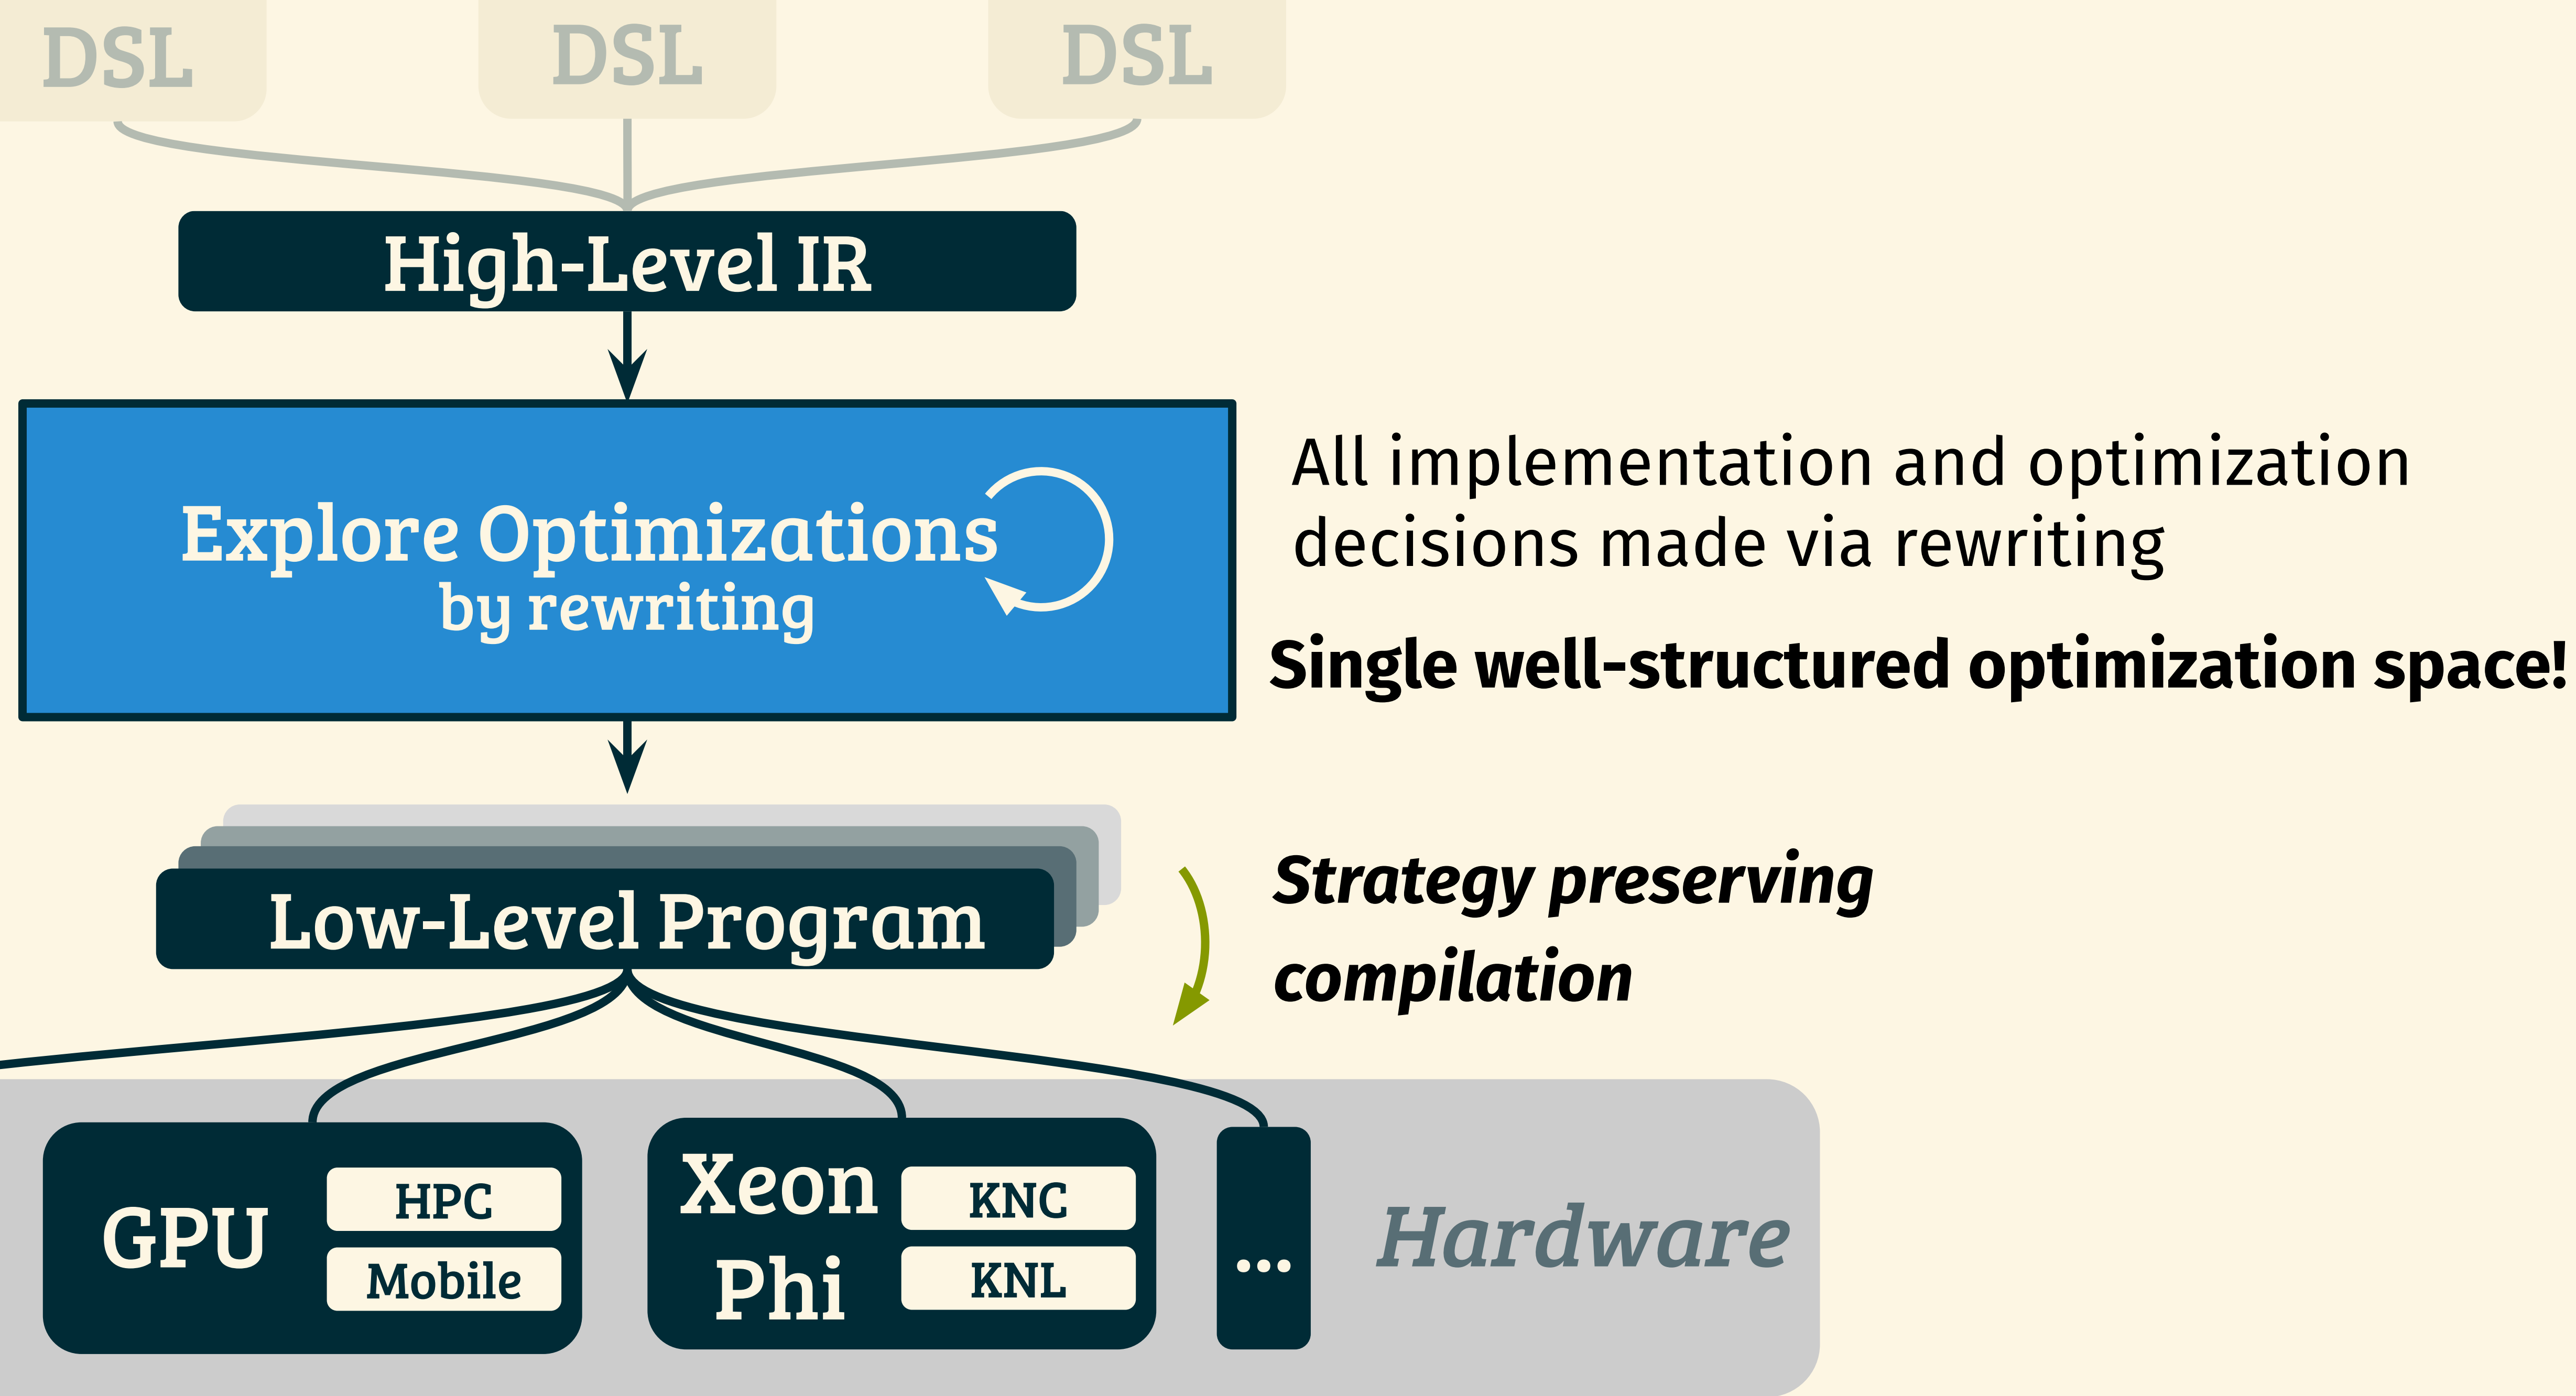 DSL
DSL
DSL
High-Level IR
Explore Optimizations
by rewriting
All implementation and optimization
decisions made via rewriting
Single well-structured optimization space!
Low-Level Program
Strategy preserving
compilation
GPU
HPC
Mobile
Xeon
Phi
KNC
KNL
...
Hardware